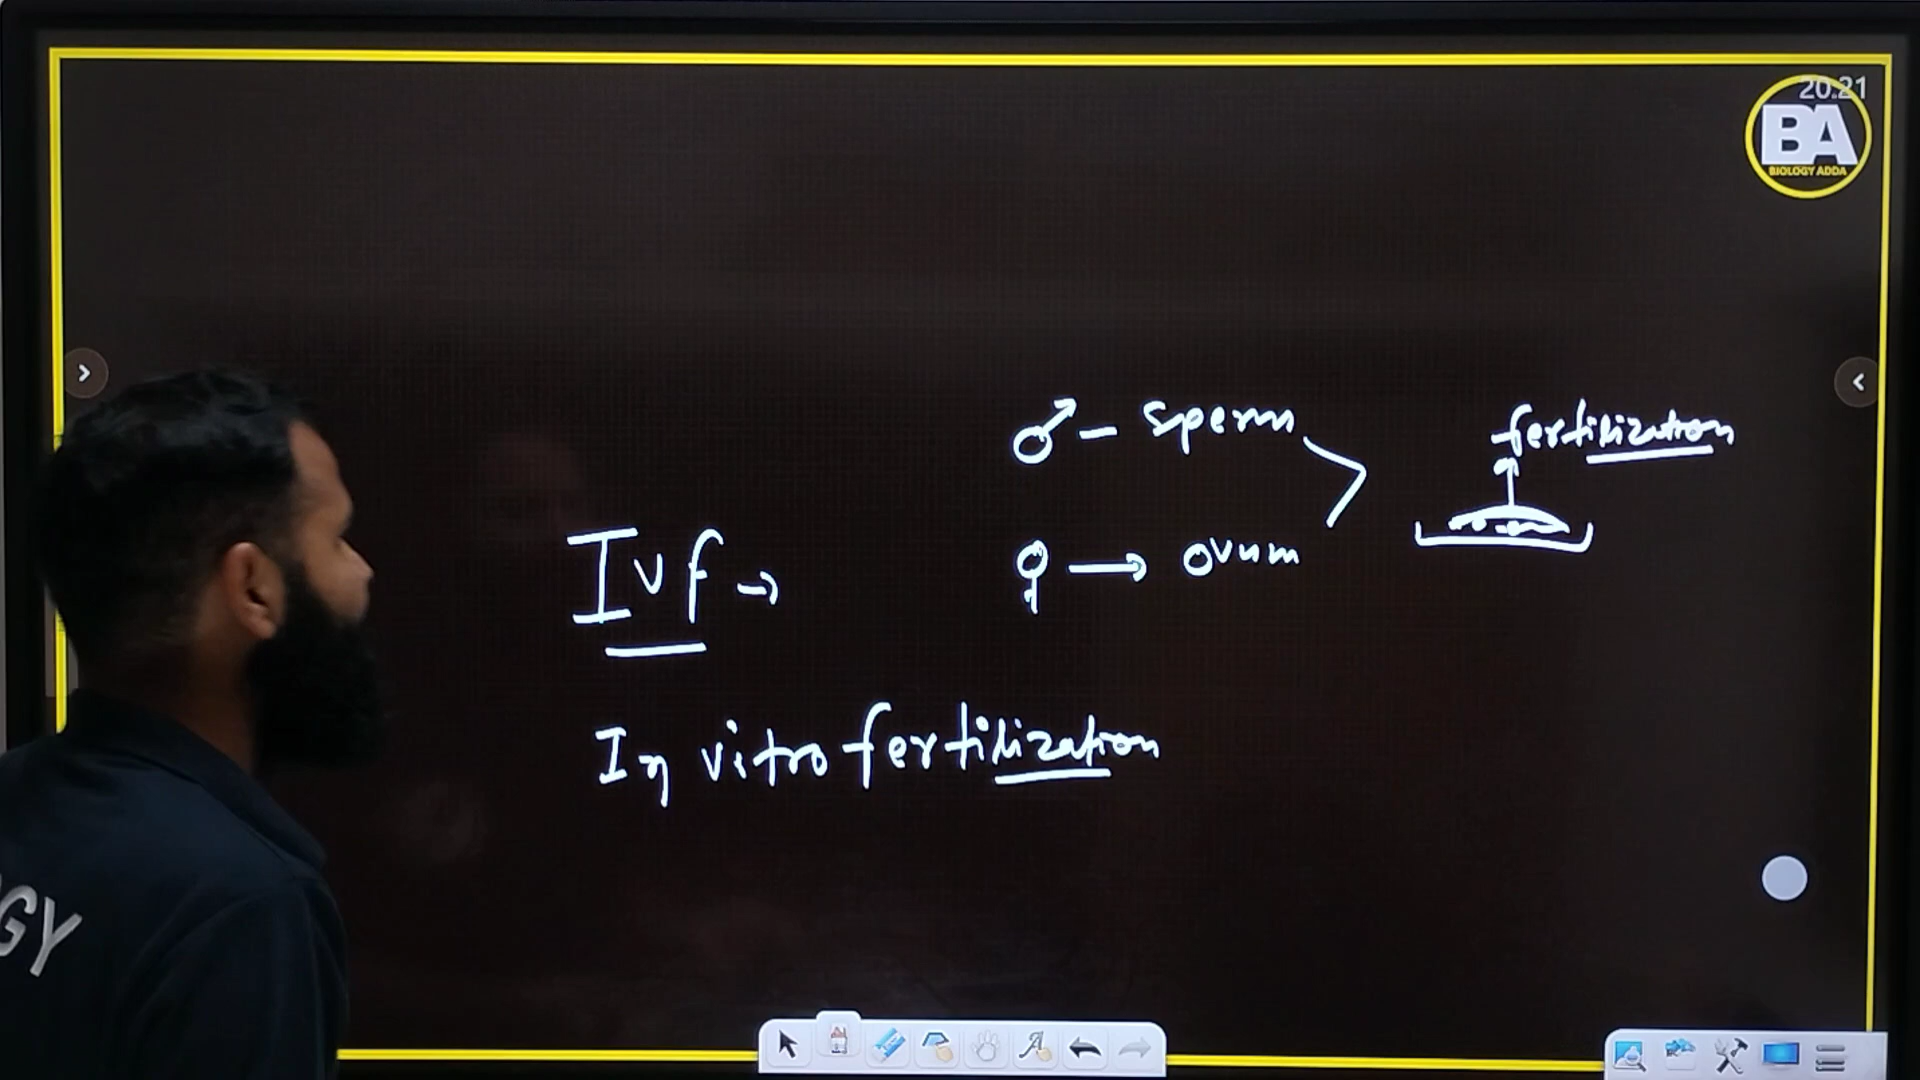 20:21
BA
BIOLOGY ADDA
♂ - sperm
fertilization
Ivf →
♀ → Ovum
In vitro fertilization
GY